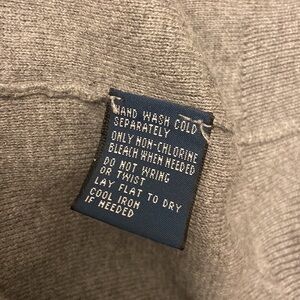 HAND WASH COLD
SEPARATELY
ONLY NON-CHLORINE
BLEACH WHEN NEEDED
DO NOT WRING
OR TWIST
LAY FLAT TO DRY
COOL IRON
IF NEEDED